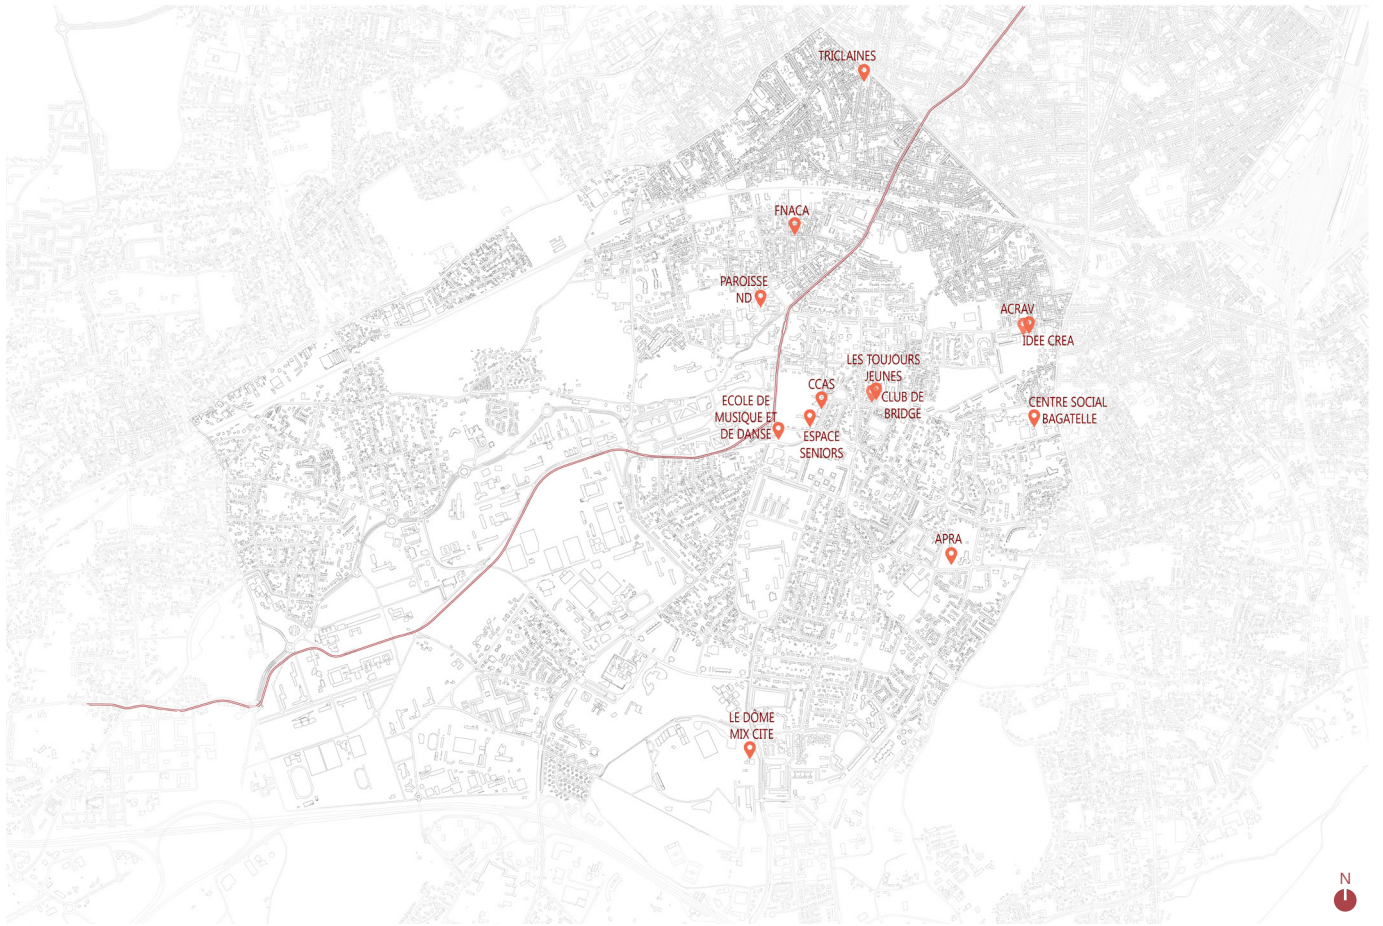 TRICLAINES
FNACA
PAROISSE
ND
ACRAV
IDEE CREA
LES TOUJOURS
JEUNES
CLUB DE
BRIDGE
CCAS
ECOLE DE
MUSIQUE ET
DE DANSE
ESPACE
SENIORS
CENTRE SOCIAL
BAGATELLE
APRA
LE DÔME
MIX CITE
N